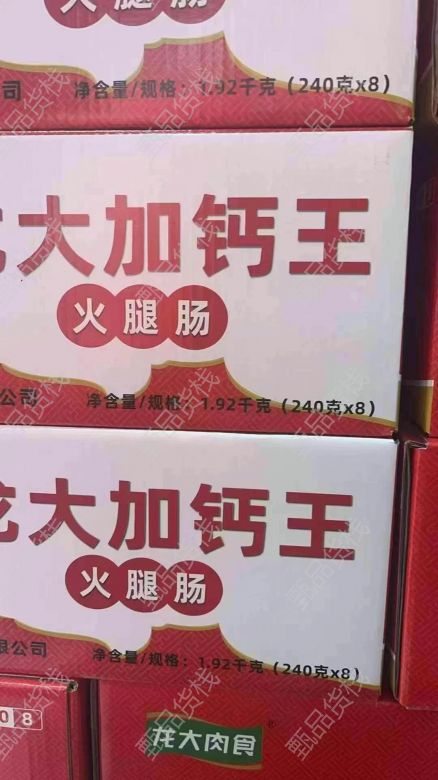 火腿肠
公司 净含量/规格：1.92千克（240克x8）
龙大加钙王
火腿肠
公司 净含量/规格：1.92千克（240克x8）
龙大加钙王
火腿肠
限公司 净含量/规格：1.92千克（240克x8）
08
龙大肉食®
甄品货栈